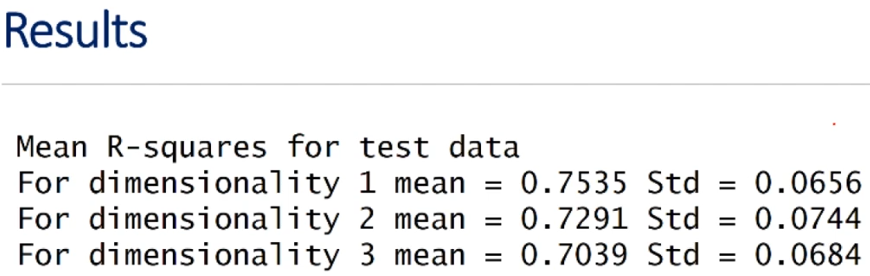 Results
Mean R-squares for test data
For dimensionality 1 mean = 0.7535 Std = 0.0656
For dimensionality 2 mean = 0.7291 Std = 0.0744
For dimensionality 3 mean = 0.7039 Std = 0.0684